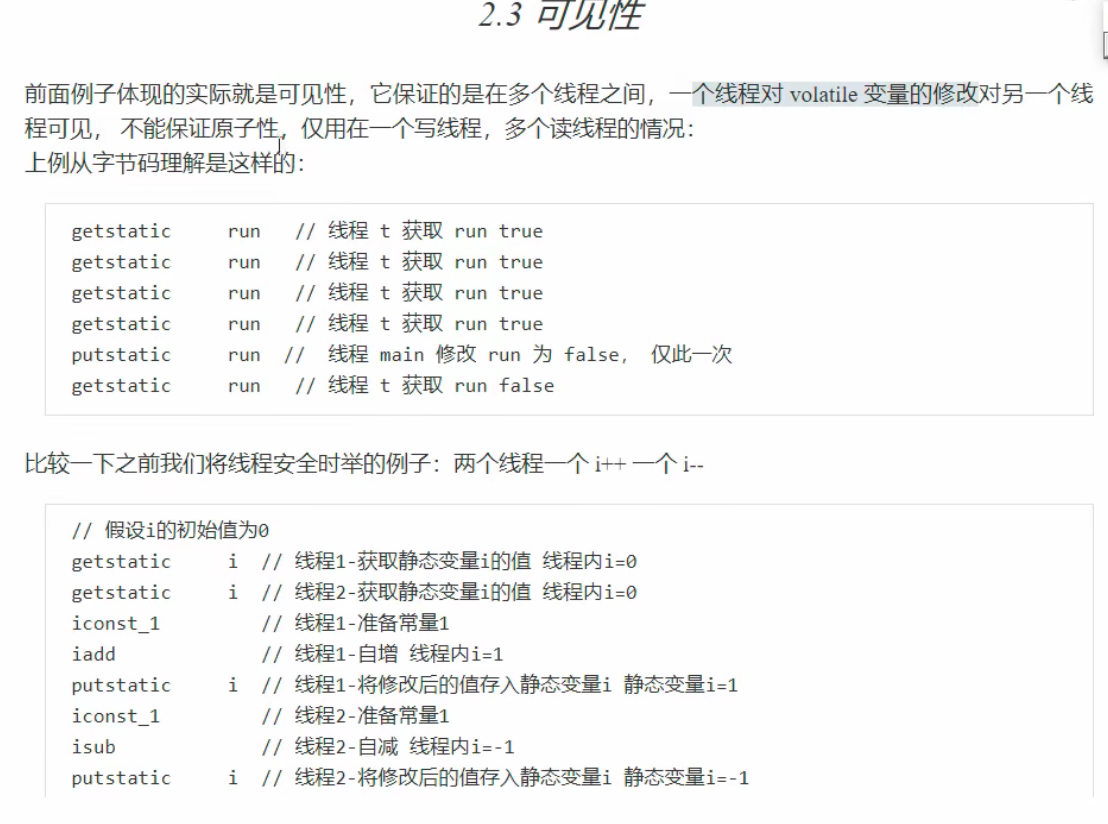 2.3 可见性
前面例子体现的实际就是可见性，它保证的是在多个线程之间，一个线程对 volatile 变量的修改对另一个线
程可见， 不能保证原子性，仅用在一个写线程，多个读线程的情况：
上例从字节码理解是这样的：
getstatic run // 线程 t 获取 run true
getstatic run // 线程 t 获取 run true
getstatic run // 线程 t 获取 run true
getstatic run // 线程 t 获取 run true
putstatic run // 线程 main 修改 run 为 false， 仅此一次
getstatic run // 线程 t 获取 run false
比较一下之前我们将线程安全时举的例子：两个线程一个 i++ 一个 i--
// 假设i的初始值为0
getstatic i // 线程1-获取静态变量i的值 线程内i=0
getstatic i // 线程2-获取静态变量i的值 线程内i=0
iconst_1 // 线程1-准备常量1
iadd // 线程1-自增 线程内i=1
putstatic i // 线程1-将修改后的值存入静态变量i 静态变量i=1
iconst_1 // 线程2-准备常量1
isub // 线程2-自减 线程内i=-1
putstatic i // 线程2-将修改后的值存入静态变量i 静态变量i=-1